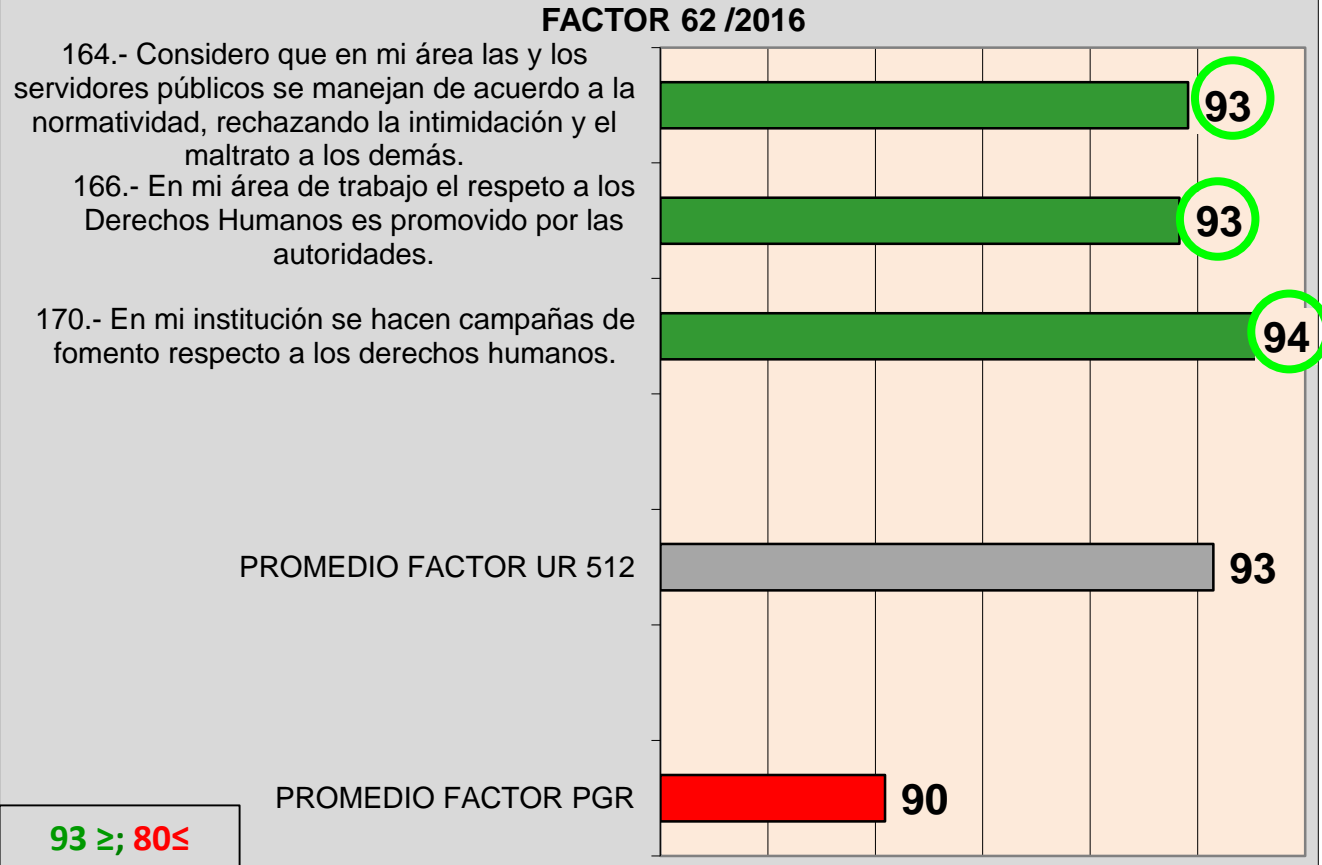 FACTOR 62 /2016
164.- Considero que en mi área las y los
servidores públicos se manejan de acuerdo a la
normatividad, rechazando la intimidación y el
maltrato a los demás.
93
166.- En mi área de trabajo el respeto a los
Derechos Humanos es promovido por las
autoridades.
93
170.- En mi institución se hacen campañas de
fomento respecto a los derechos humanos.
94
PROMEDIO FACTOR UR 512
93
PROMEDIO FACTOR PGR
90
93 ≥; 80≤